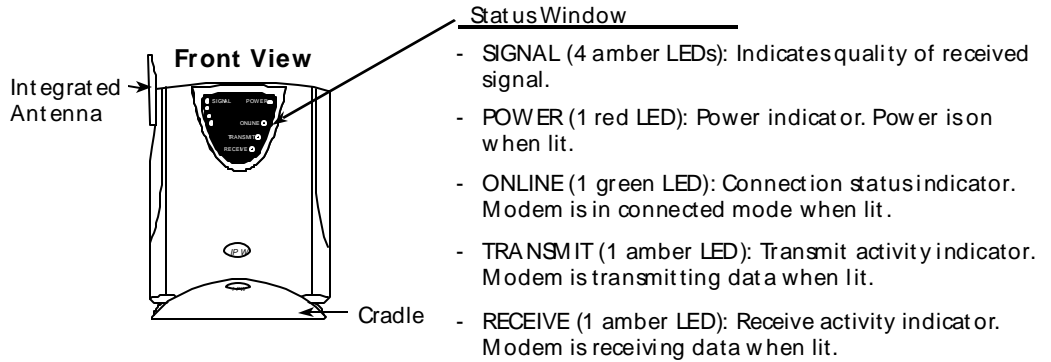 Status Window
Front View
Integrated
Antenna
SIGNAL POWER
ONLINE
TRANSMIT
RECEIVE
IP W
Cradle
- SIGNAL (4 amber LEDs): Indicates quality of received
signal.
- POWER (1 red LED): Power indicator. Power is on
when lit.
- ONLINE (1 green LED): Connection status indicator.
Modem is in connected mode when lit.
- TRANSMIT (1 amber LED): Transmit activity indicator.
Modem is transmitting data when lit.
- RECEIVE (1 amber LED): Receive activity indicator.
Modem is receiving data when lit.